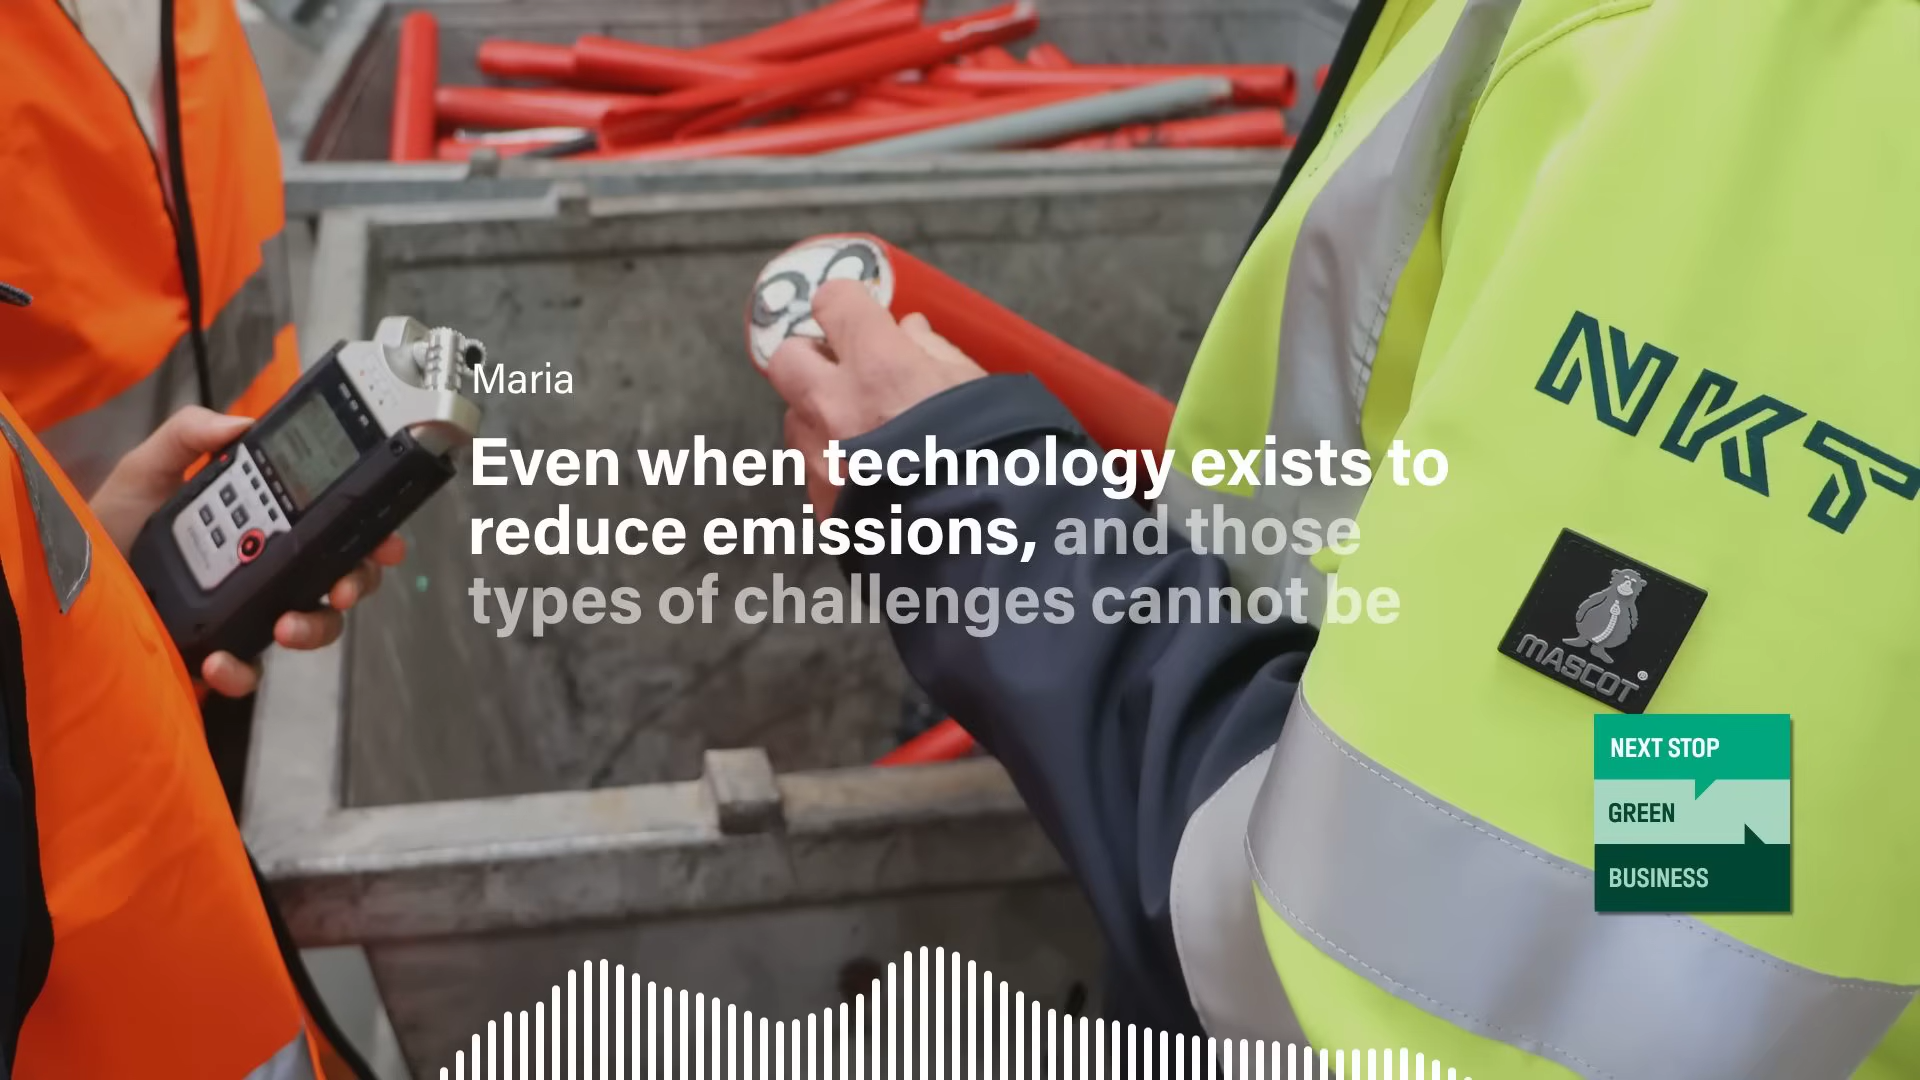 Maria
Even when technology exists to
reduce emissions, and those
types of challenges cannot be
NKT
MASCOT®
NEXT STOP
GREEN
BUSINESS